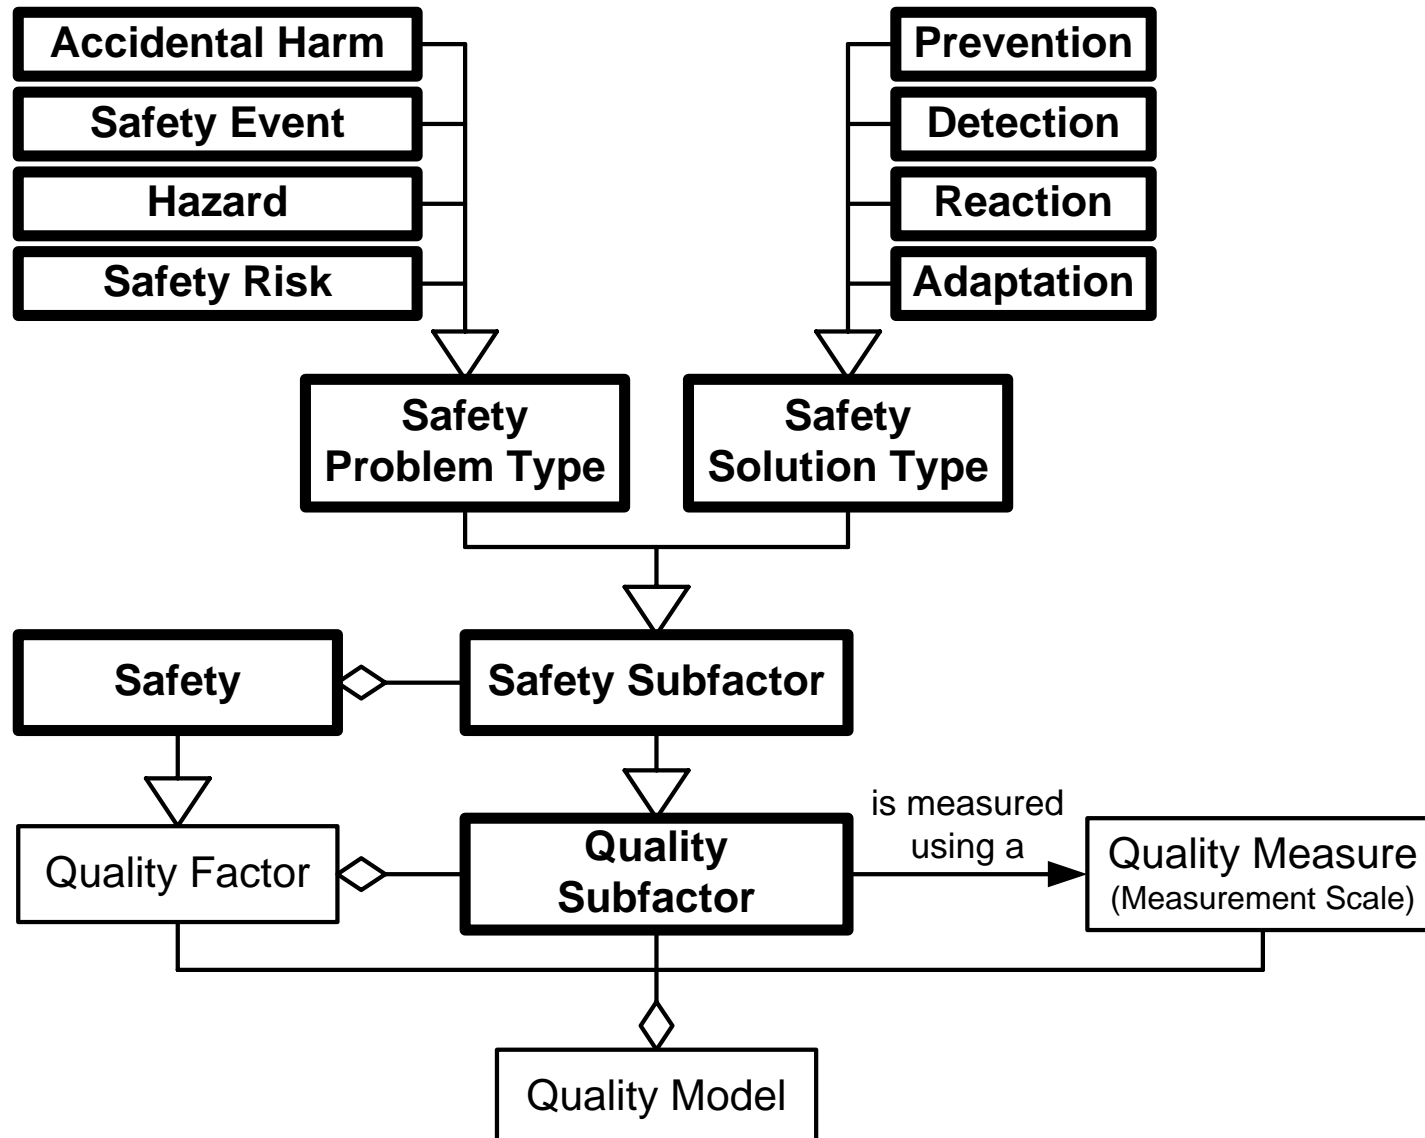 Accidental Harm
Prevention
Safety Event
Detection
Hazard
Reaction
Safety Risk
Adaptation
Safety
Problem Type
Safety
Solution Type
Safety
Safety Subfactor
is measured
using a
Quality Factor
Quality
Subfactor
Quality Measure
(Measurement Scale)
Quality Model